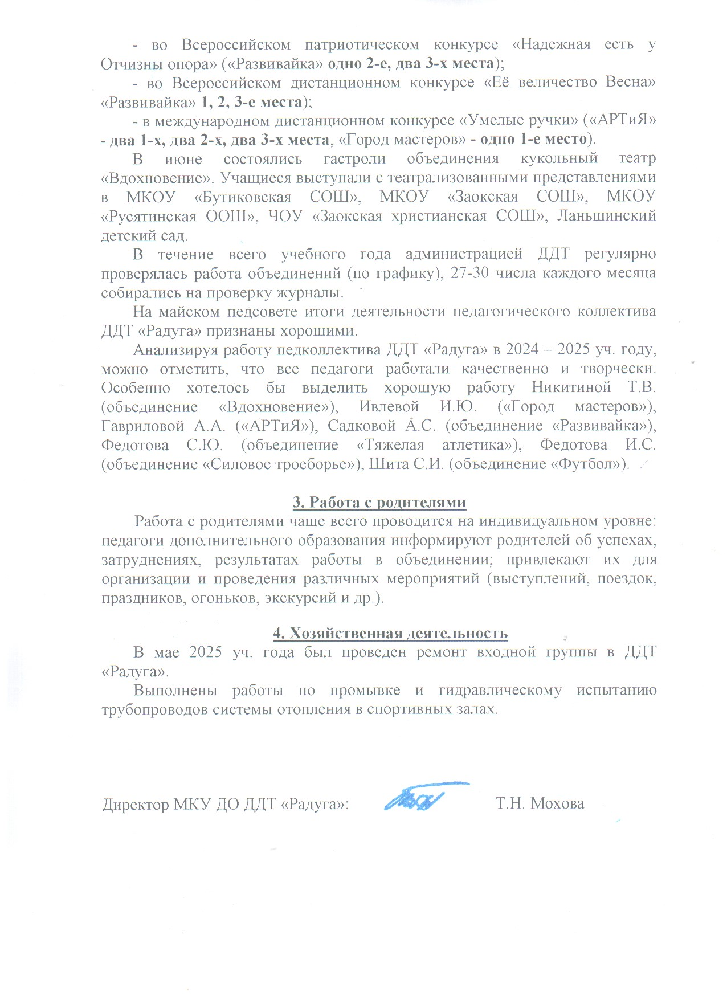 - во Всероссийском патриотическом конкурсе «Надежная есть у
Отчизны опора» («Развивайка» одно 2-е, два 3-х места);
- во Всероссийском дистанционном конкурсе «Её величество Весна»
«Развивайка» 1, 2, 3-е места);
- в международном дистанционном конкурсе «Умелые ручки» («АРТиЯ»
- два 1-х, два 2-х, два 3-х места, «Город мастеров» - одно 1-е место).
В июне состоялись гастроли объединения кукольный театр
«Вдохновение». Учащиеся выступали с театрализованными представлениями
в МКОУ «Бутиковская СОШ», МКОУ «Заокская СОШ», МКОУ
«Русятинская ООШ», ЧОУ «Заокская христианская СОШ», Ланьшинский
детский сад.
В течение всего учебного года администрацией ДДТ регулярно
проверялась работа объединений (по графику), 27-30 числа каждого месяца
собирались на проверку журналы.
На майском педсовете итоги деятельности педагогического коллектива
ДДТ «Радуга» признаны хорошими.
Анализируя работу педколлектива ДДТ «Радуга» в 2024 – 2025 уч. году,
можно отметить, что все педагоги работали качественно и творчески.
Особенно хотелось бы выделить хорошую работу Никитиной Т.В.
(объединение «Вдохновение»), Ивлевой И.Ю. («Город мастеров»),
Гавриловой А.А. («АРТиЯ»), Садковой А.С. (объединение «Развивайка»),
Федотова С.Ю. (объединение «Тяжелая атлетика»), Федотова И.С.
(объединение «Силовое троеборье»), Шита С.И. (объединение «Футбол»).
3. Работа с родителями
Работа с родителями чаще всего проводится на индивидуальном уровне:
педагоги дополнительного образования информируют родителей об успехах,
затруднениях, результатах работы в объединении; привлекают их для
организации и проведения различных мероприятий (выступлений, поездок,
праздников, огоньков, экскурсий и др.).
4. Хозяйственная деятельность
В мае 2025 уч. года был проведен ремонт входной группы в ДДТ
«Радуга».
Выполнены работы по промывке и гидравлическому испытанию
трубопроводов системы отопления в спортивных залах.
Директор МКУ ДО ДДТ «Радуга»: Т.Н. Мохова